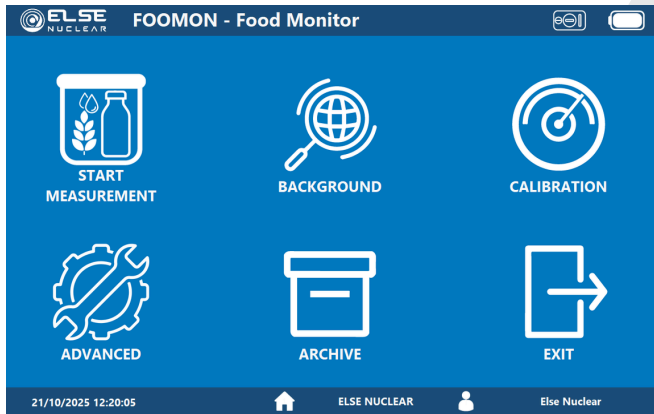 ELSE
NUCLEAR
FOOMON - Food Monitor
START
MEASUREMENT
BACKGROUND
CALIBRATION
ADVANCED
ARCHIVE
EXIT
21/10/2025 12:20:05
ELSE NUCLEAR
Else Nuclear